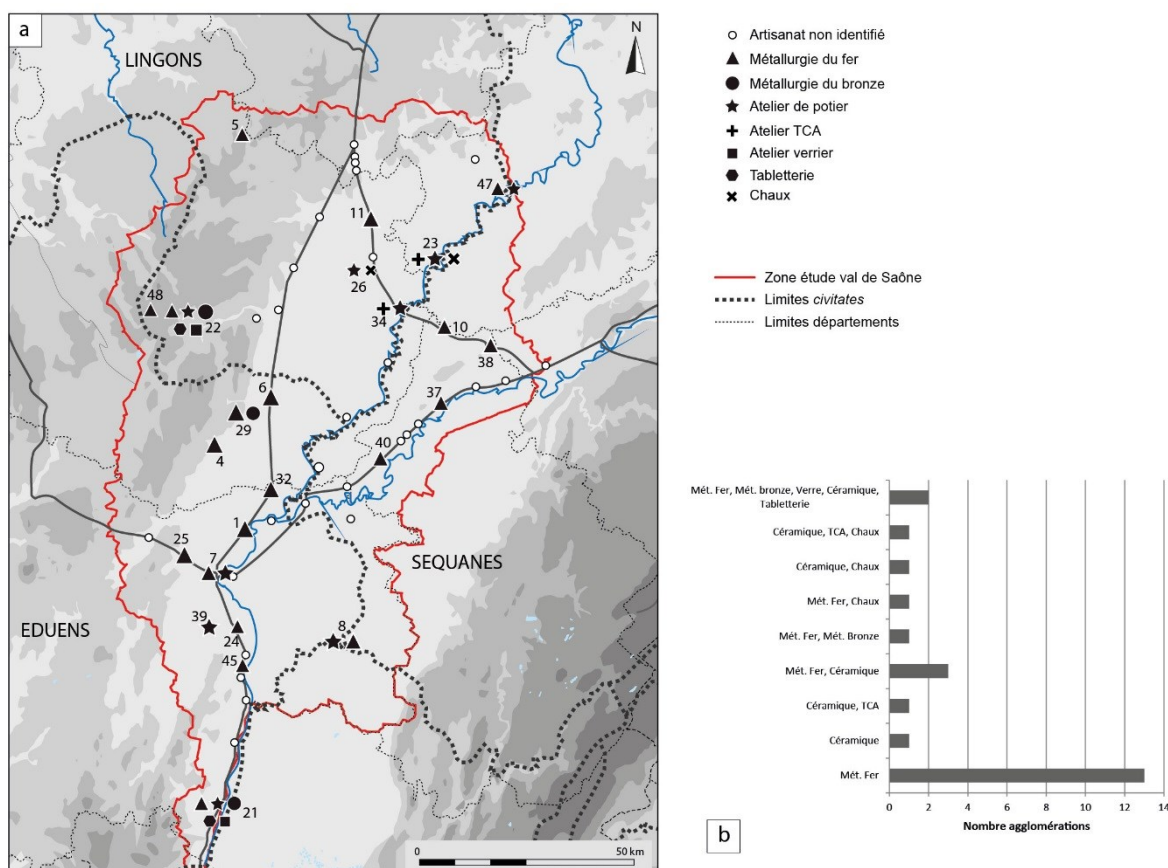 a
N
LINGONS
5
47
11
23
26
48
22
34
10
38
6
37
29
4
40
32
1
25
7
SEQUANES
39
8
EDUENS
24
45
21
0
50 km
Artisanat non identifié
Métallurgie du fer
Métallurgie du bronze
Atelier de potier
Atelier TCA
Atelier verrier
Tabletterie
Chaux
Zone étude val de Saône
Limites civitates
Limites départements
Mét. Fer, Mét. bronze, Verre, Céramique,
Tabletterie
Céramique, TCA, Chaux
Céramique, Chaux
Mét. Fer, Chaux
Mét. Fer, Mét. Bronze
Mét. Fer, Céramique
Céramique, TCA
Céramique
Mét. Fer
0 2 4 6 8 10 12 14
Nombre agglomérations
b